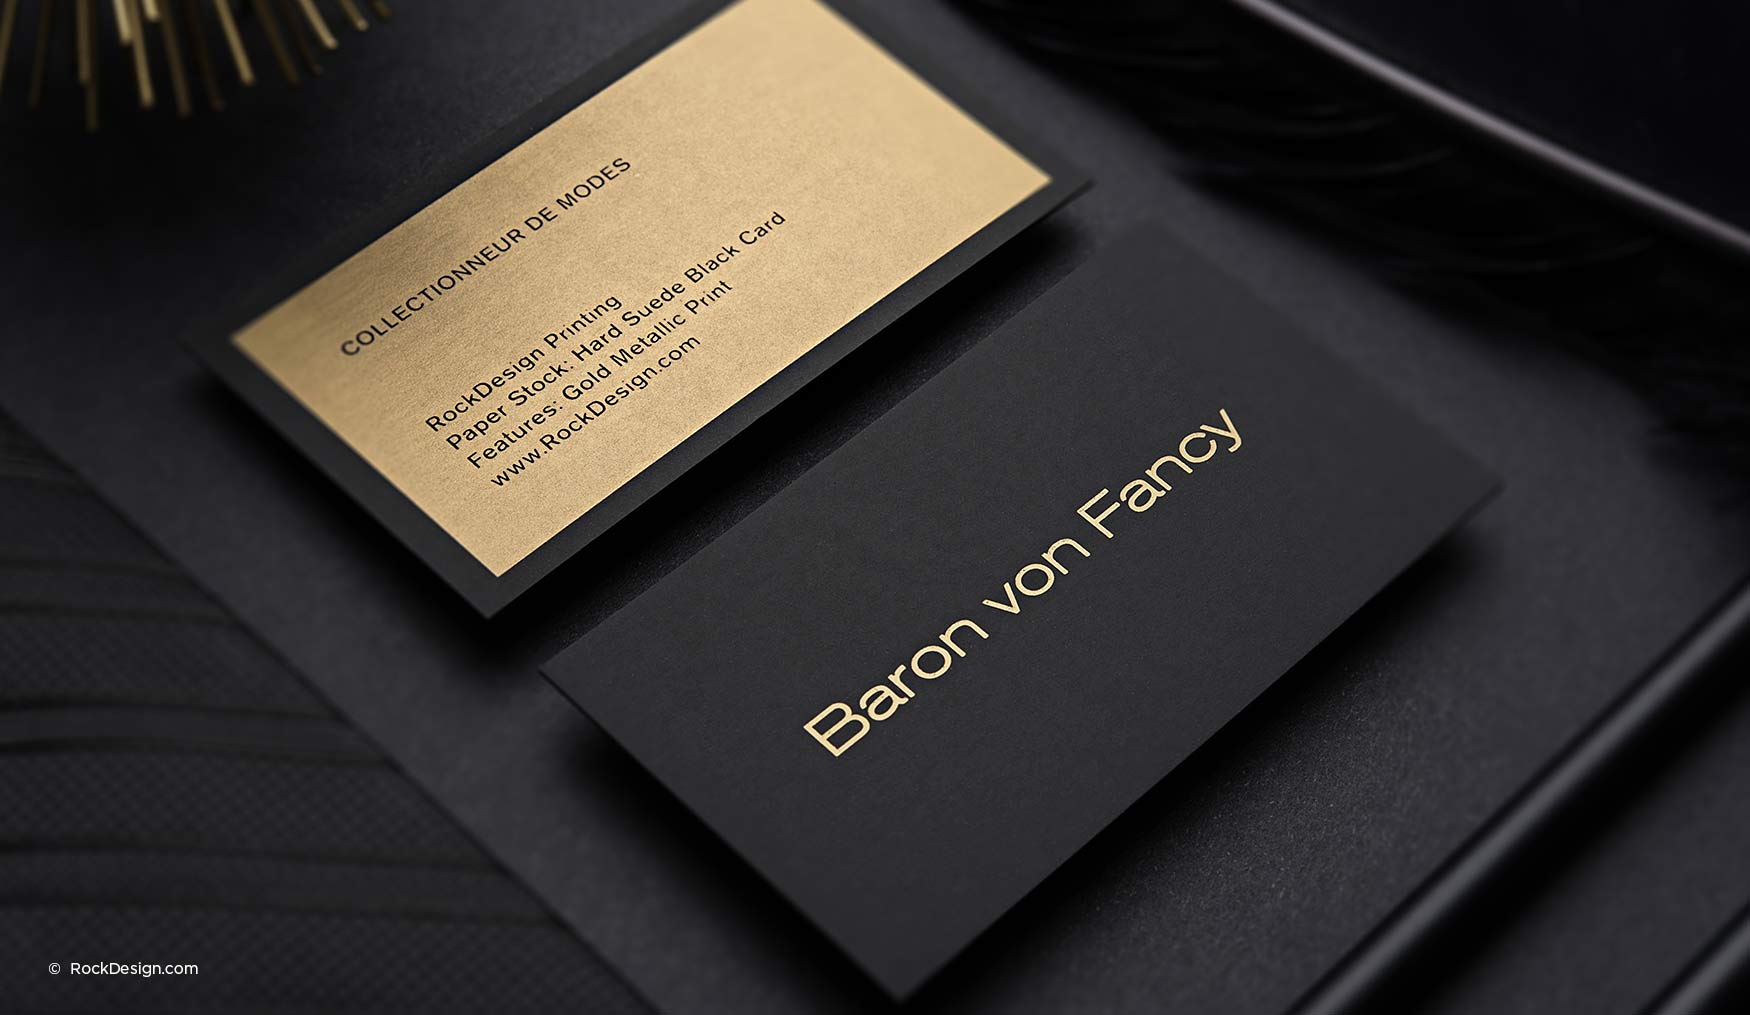 COLLECTIONNEUR DE MODES
RockDesign Printing
Paper Stock: Hard Suede Black Card
Features: Gold Metallic Print
www.RockDesign.com
Baron von Fancy
© RockDesign.com